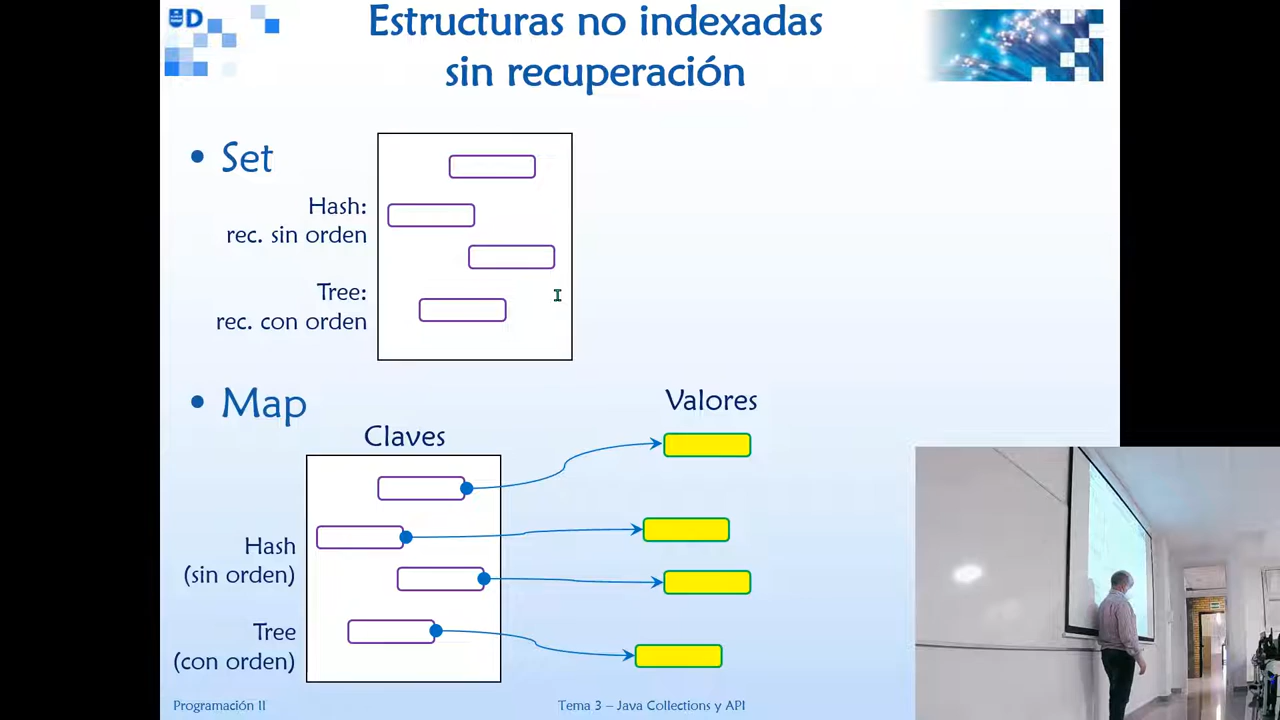 D
Estructuras no indexadas
sin recuperación
• Set
Hash:
rec. sin orden
Tree:
rec. con orden
• Map
Claves
Valores
Hash
(sin orden)
Tree
(con orden)
Programación II
Tema 3 – Java Collections y API